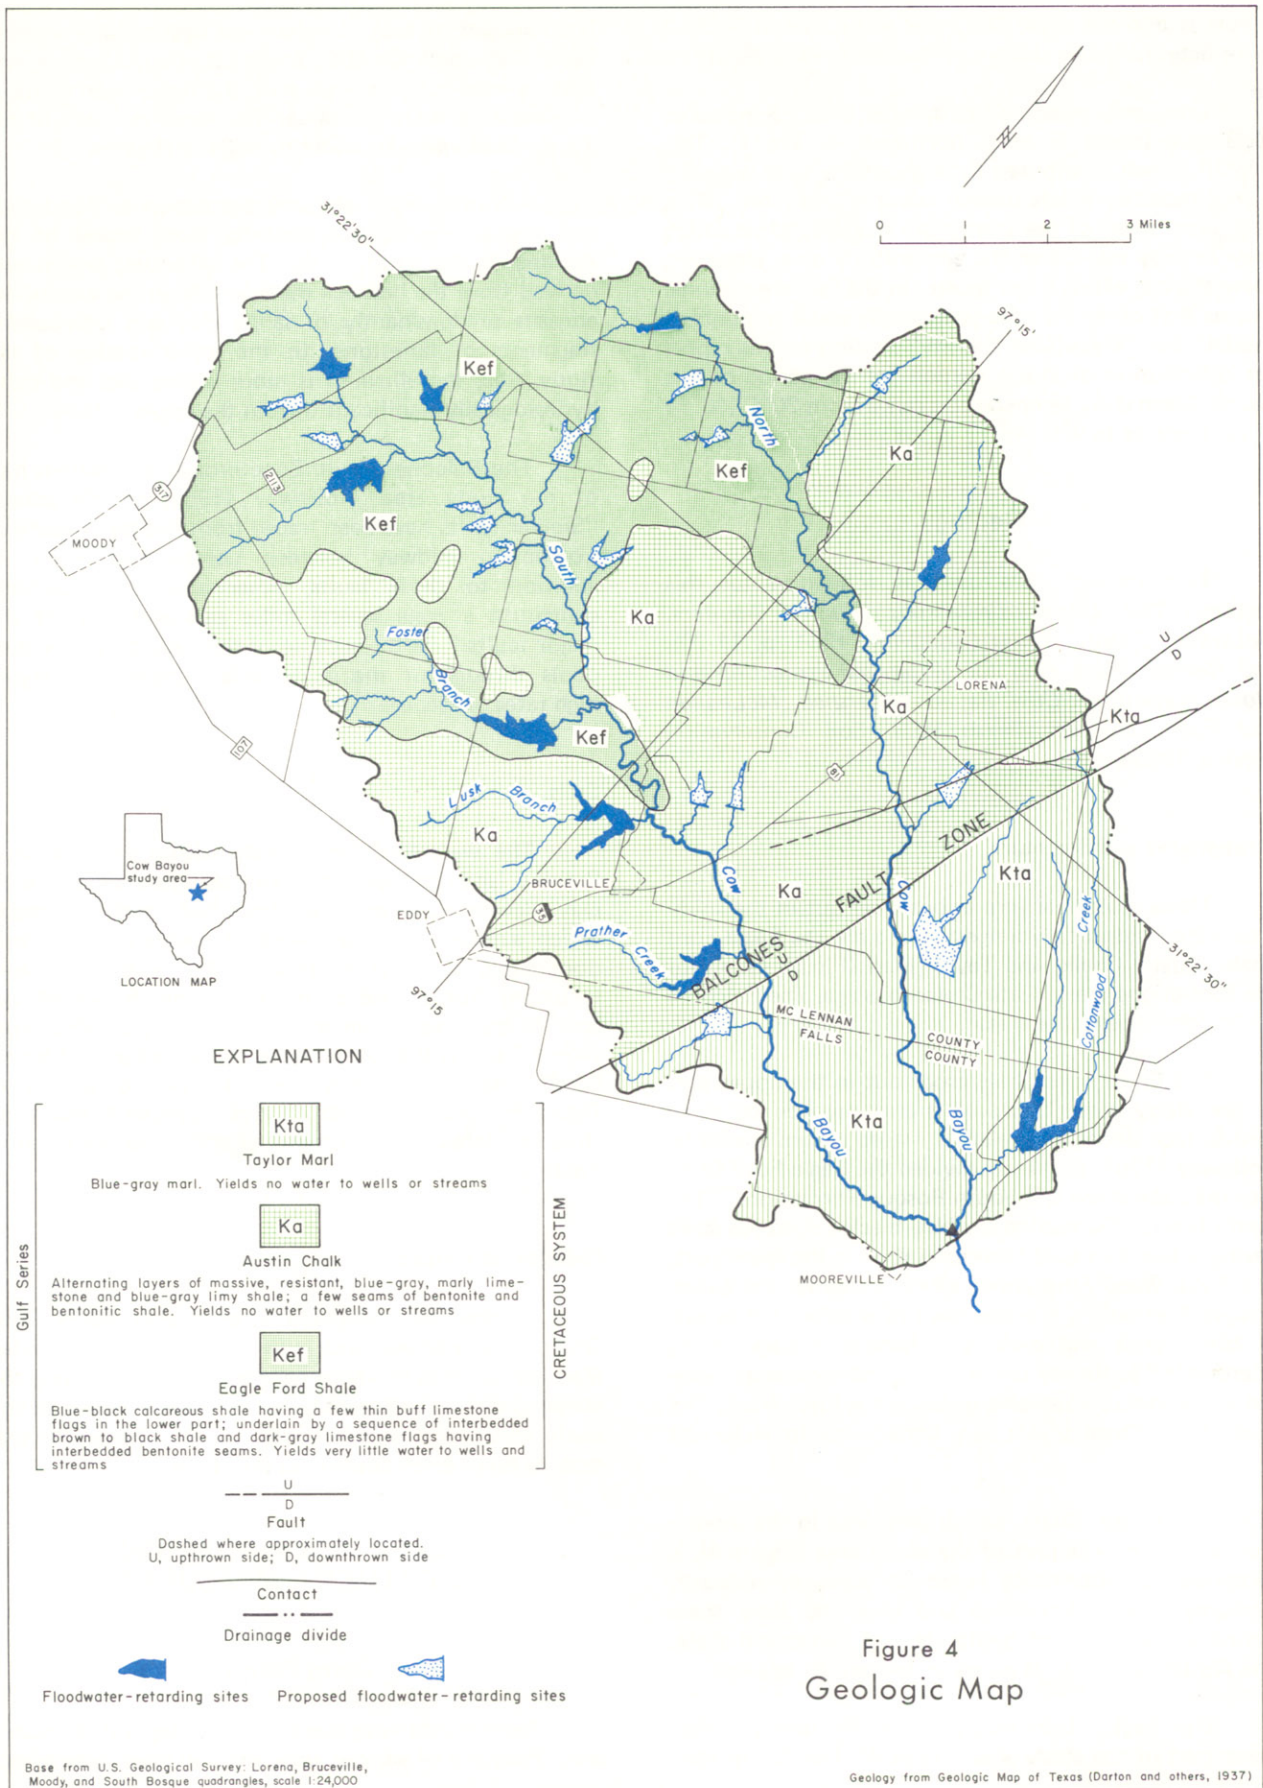 N
0 1 2 3 Miles
31°22'30"
97°15'
Kef
North
Ka
Kef
317
2113
MOODY
Kef
South
Ka
Foster
Branch
U
D
LORENA
Ka
Kta
Kef
107
81
Lusk Branch
Ka
ZONE
Cow Bayou
study area
LOCATION MAP
BRUCEVILLE
Cow
Ka
FAULT
Cow
Kta
EDDY
35
Prather Creek
BALCONES
U
D
Creek
Cottonwood
31°22'30"
97°15
MC LENNAN COUNTY
FALLS COUNTY
Kta
Bayou
Bayou
MOOREVILLE
EXPLANATION
Gulf Series
CRETACEOUS SYSTEM
Kta
Taylor Marl
Blue-gray marl. Yields no water to wells or streams
Ka
Austin Chalk
Alternating layers of massive, resistant, blue-gray, marly lime-
stone and blue-gray limy shale; a few seams of bentonite and
bentonitic shale. Yields no water to wells or streams
Kef
Eagle Ford Shale
Blue-black calcareous shale having a few thin buff limestone
flags in the lower part; underlain by a sequence of interbedded
brown to black shale and dark-gray limestone flags having
interbedded bentonite seams. Yields very little water to wells and
streams
U
D
Fault
Dashed where approximately located.
U, upthrown side; D, downthrown side
Contact
Drainage divide
Floodwater-retarding sites
Proposed floodwater-retarding sites
Figure 4
Geologic Map
Base from U.S. Geological Survey: Lorena, Bruceville,
Moody, and South Bosque quadrangles, scale 1:24,000
Geology from Geologic Map of Texas (Darton and others, 1937)